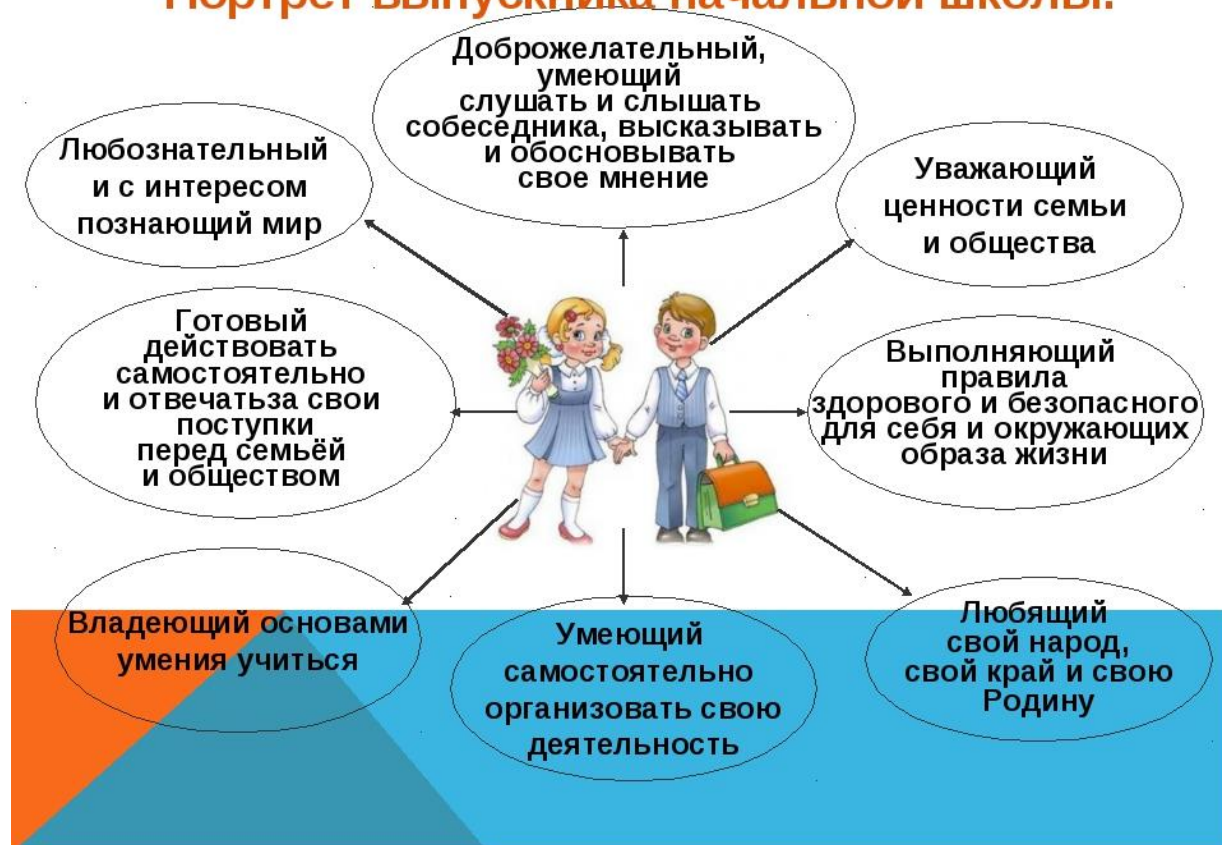 Портрет выпускника начальной школы.
Доброжелательный,
умеющий
слушать и слышать
собеседника, высказывать
и обосновывать
свое мнение
Любознательный
и с интересом
познающий мир
Уважающий
ценности семьи
и общества
Готовый
действовать
самостоятельно
и отвечатьза свои
поступки
перед семьёй
и обществом
Выполняющий
правила
здорового и безопасного
для себя и окружающих
образа жизни
Владеющий основами
умения учиться
Умеющий
самостоятельно
организовать свою
деятельность
Любящий
свой народ,
свой край и свою
Родину